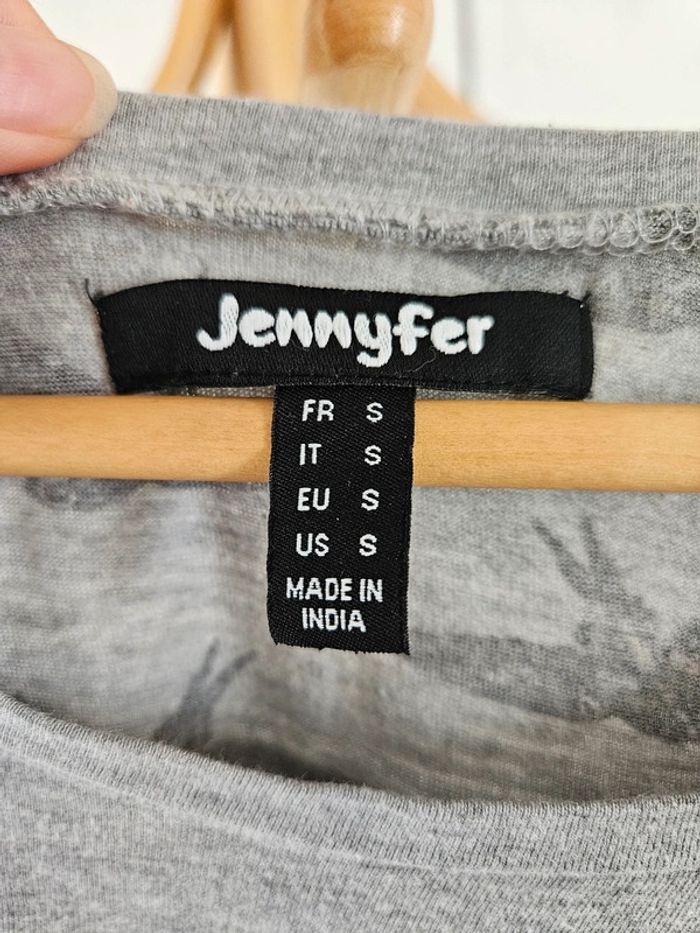 Jennyfer
FR S
IT S
EU S
US S
MADE IN
INDIA